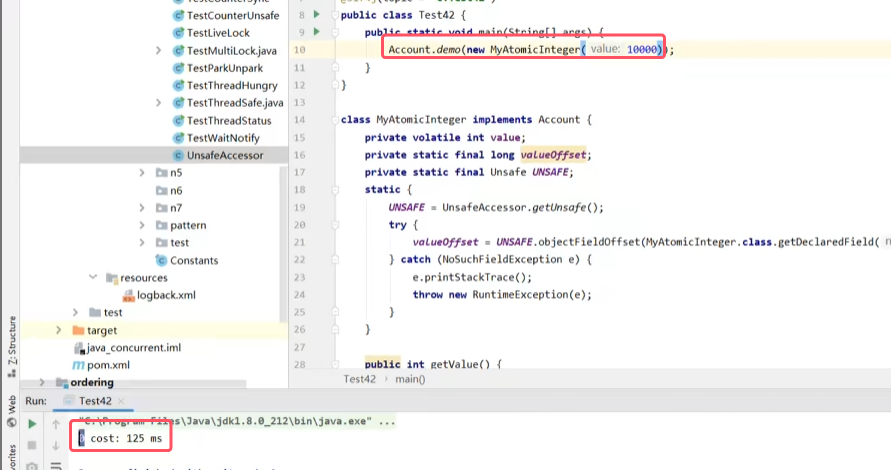 TestCounterUnsafe
TestLiveLock
TestMultiLock.java
TestParkUnpark
TestThreadHungry
TestThreadSafe.java
TestThreadStatus
TestWaitNotify
UnsafeAccessor
n5
n6
n7
pattern
test
Constants
resources
logback.xml
test
target
java_concurrent.iml
pom.xml
ordering
8 public class Test42 {
9 public static void main(String[] args) {
10 Account.demo(new MyAtomicInteger( value: 10000));
11 }
12 }
13
14 class MyAtomicInteger implements Account {
15 private volatile int value;
16 private static final long valueOffset;
17 private static final Unsafe UNSAFE;
18 static {
19 UNSAFE = UnsafeAccessor.getUnsafe();
20 try {
21 valueOffset = UNSAFE.objectFieldOffset(MyAtomicInteger.class.getDeclaredField(
22 } catch (NoSuchFieldException e) {
23 e.printStackTrace();
24 throw new RuntimeException(e);
25 }
26 }
27
28 public int getValue() {
Test42 › main()
Z: Structure
Web
Run: Test42 ×
"C:\Program Files\Java\jdk1.8.0_212\bin\java.exe" ...
0 cost: 125 ms